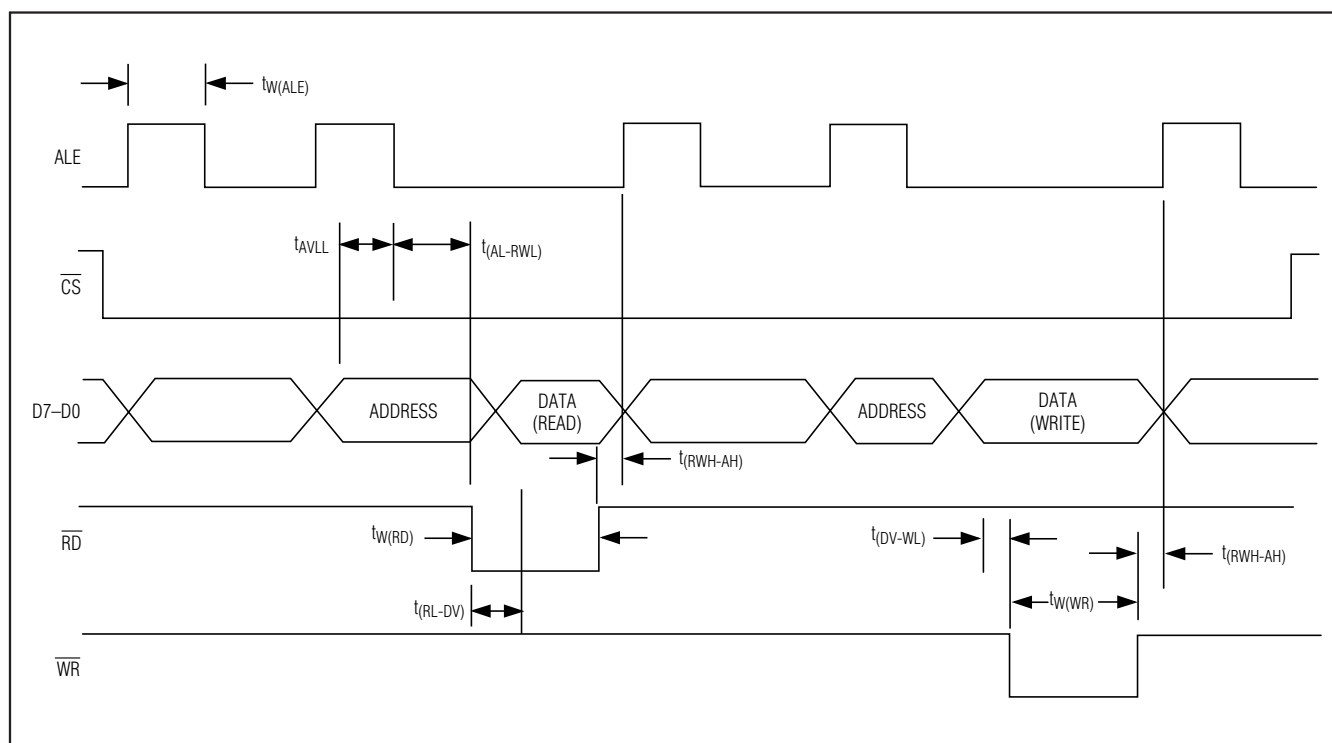 tW(ALE)
ALE
tAVLL
t(AL-RWL)
CS
D7–D0
ADDRESS
DATA
(READ)
ADDRESS
DATA
(WRITE)
t(RWH-AH)
RD
tW(RD)
t(DV-WL)
t(RWH-AH)
t(RL-DV)
tW(WR)
WR